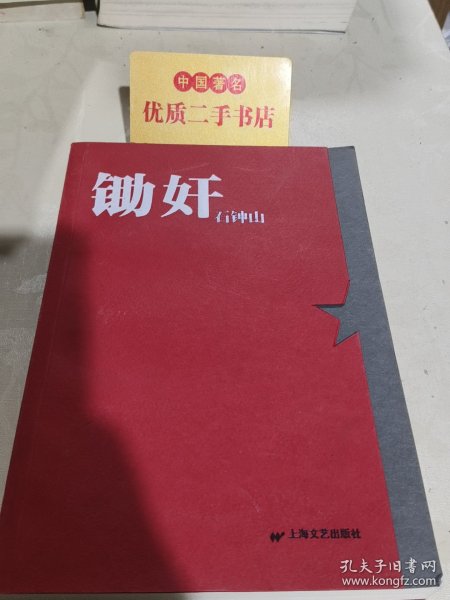 中国著名
优质二手书店
锄奸
石钟山
上海文艺出版社
孔夫子旧书网
www.kongfz.com